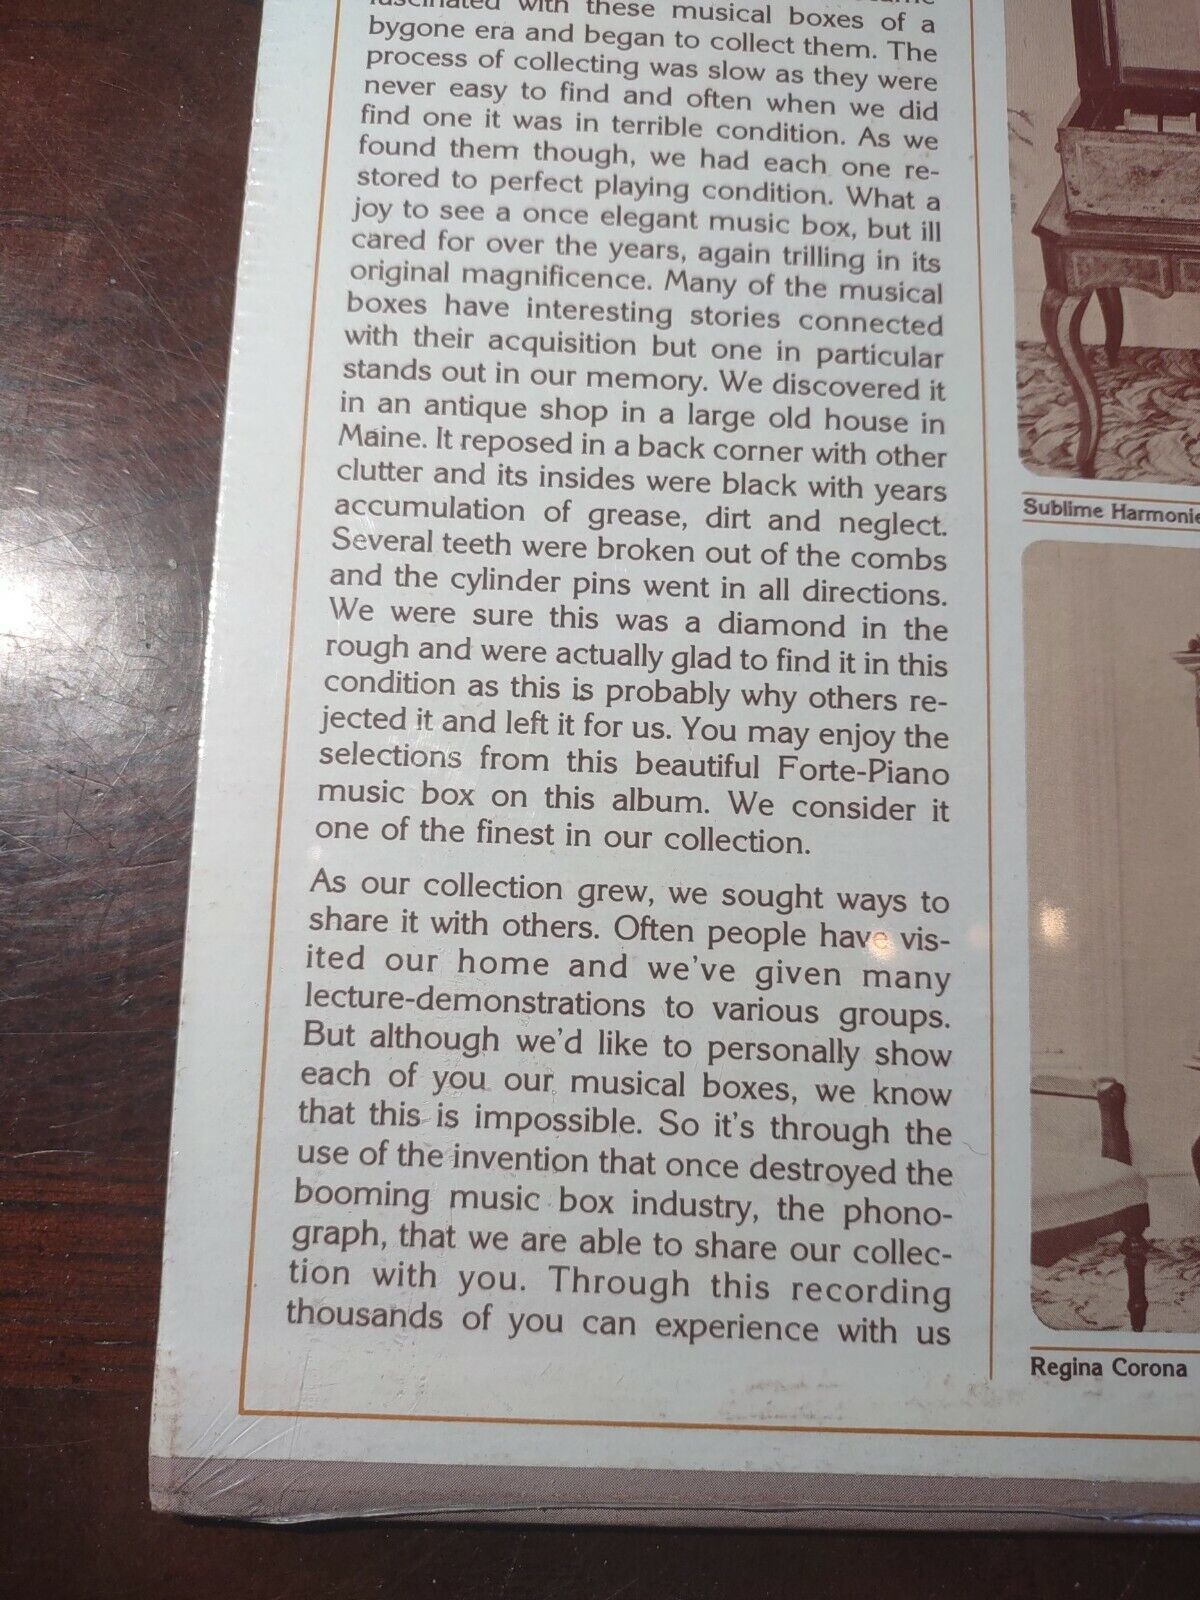 fascinated with these musical boxes of a
bygone era and began to collect them. The
process of collecting was slow as they were
never easy to find and often when we did
find one it was in terrible condition. As we
found them though, we had each one re-
stored to perfect playing condition. What a
joy to see a once elegant music box, but ill
cared for over the years, again trilling in its
original magnificence. Many of the musical
boxes have interesting stories connected
with their acquisition but one in particular
stands out in our memory. We discovered it
in an antique shop in a large old house in
Maine. It reposed in a back corner with other
clutter and its insides were black with years
accumulation of grease, dirt and neglect.
Several teeth were broken out of the combs
and the cylinder pins went in all directions.
We were sure this was a diamond in the
rough and were actually glad to find it in this
condition as this is probably why others re-
jected it and left it for us. You may enjoy the
selections from this beautiful Forte-Piano
music box on this album. We consider it
one of the finest in our collection.
As our collection grew, we sought ways to
share it with others. Often people have vis-
ited our home and we've given many
lecture-demonstrations to various groups.
But although we'd like to personally show
each of you our musical boxes, we know
that this is impossible. So it's through the
use of the invention that once destroyed the
booming music box industry, the phono-
graph, that we are able to share our collec-
tion with you. Through this recording
thousands of you can experience with us
Sublime Harmonie
Regina Corona